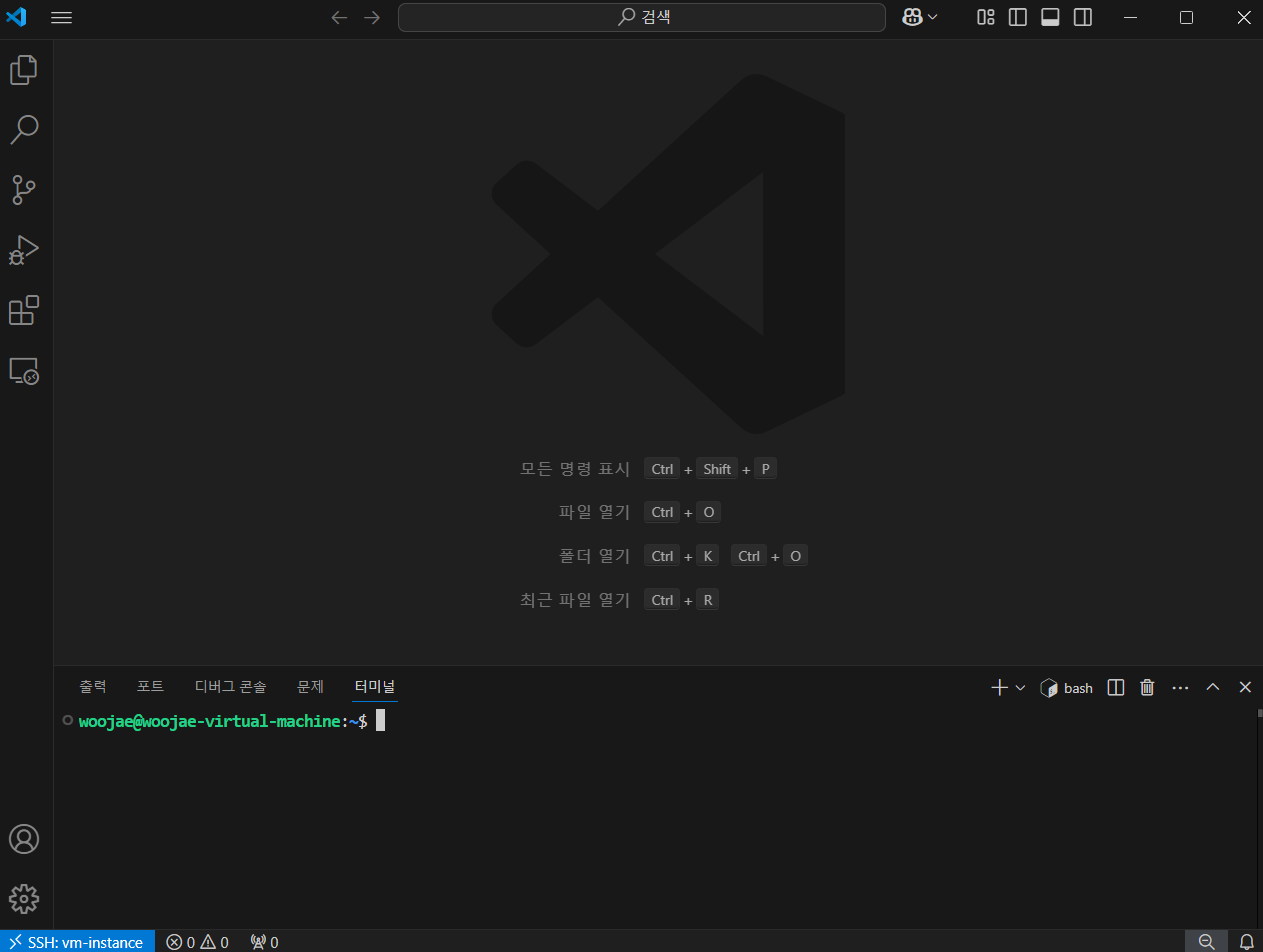 검색
모든 명령 표시 Ctrl + Shift + P
파일 열기 Ctrl + O
폴더 열기 Ctrl + K Ctrl + O
최근 파일 열기 Ctrl + R
출력 포트 디버그 콘솔 문제 터미널 bash
woojae@woojae-virtual-machine:~$
SSH: vm-instance 0 0 0